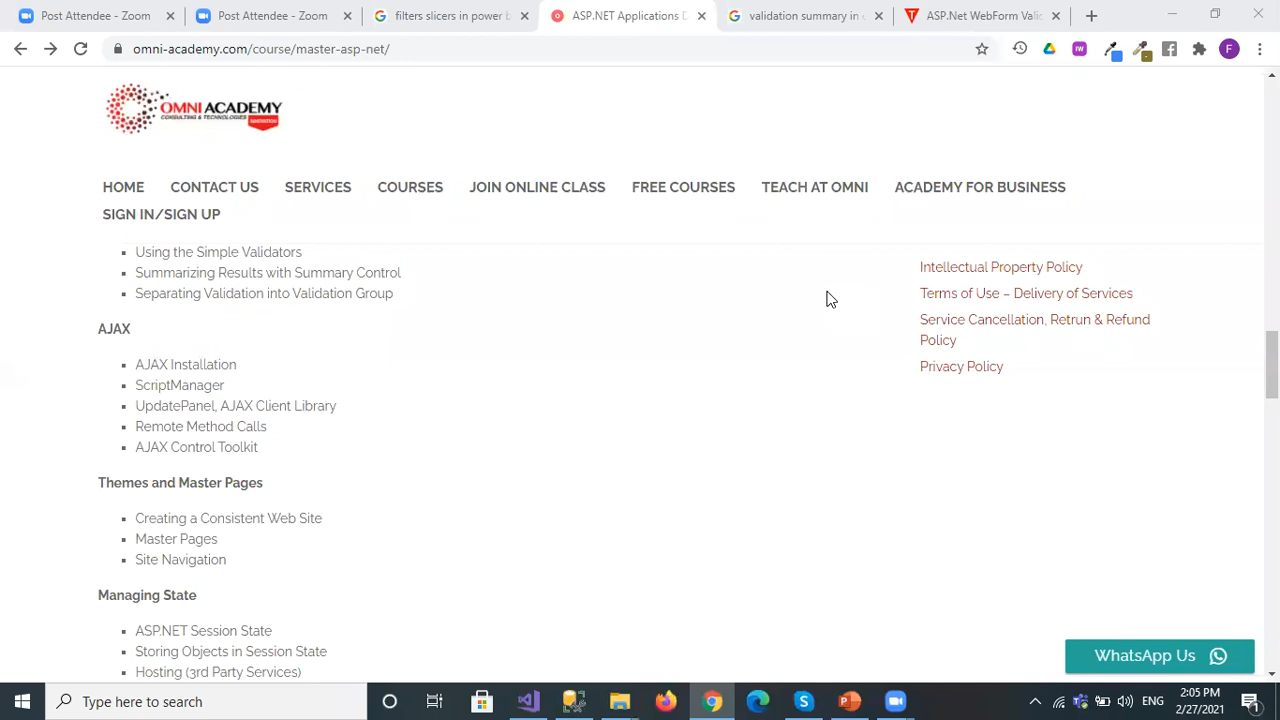 Post Attendee - Zoom
Post Attendee - Zoom
filters slicers in power b
ASP.NET Applications D
validation summary in
ASP.Net WebForm Valid
omni-academy.com/course/master-asp-net/
F
OMNI ACADEMY
CONSULTING & TECHNOLOGIES
HOME CONTACT US SERVICES COURSES JOIN ONLINE CLASS FREE COURSES TEACH AT OMNI ACADEMY FOR BUSINESS
SIGN IN/SIGN UP
Using the Simple Validators
Summarizing Results with Summary Control
Separating Validation into Validation Group
AJAX
AJAX Installation
ScriptManager
UpdatePanel, AJAX Client Library
Remote Method Calls
AJAX Control Toolkit
Themes and Master Pages
Creating a Consistent Web Site
Master Pages
Site Navigation
Managing State
ASP.NET Session State
Storing Objects in Session State
Hosting (3rd Party Services)
Intellectual Property Policy
Terms of Use – Delivery of Services
Service Cancellation, Retrun & Refund
Policy
Privacy Policy
WhatsApp Us
Type here to search
ENG
2:05 PM
2/27/2021